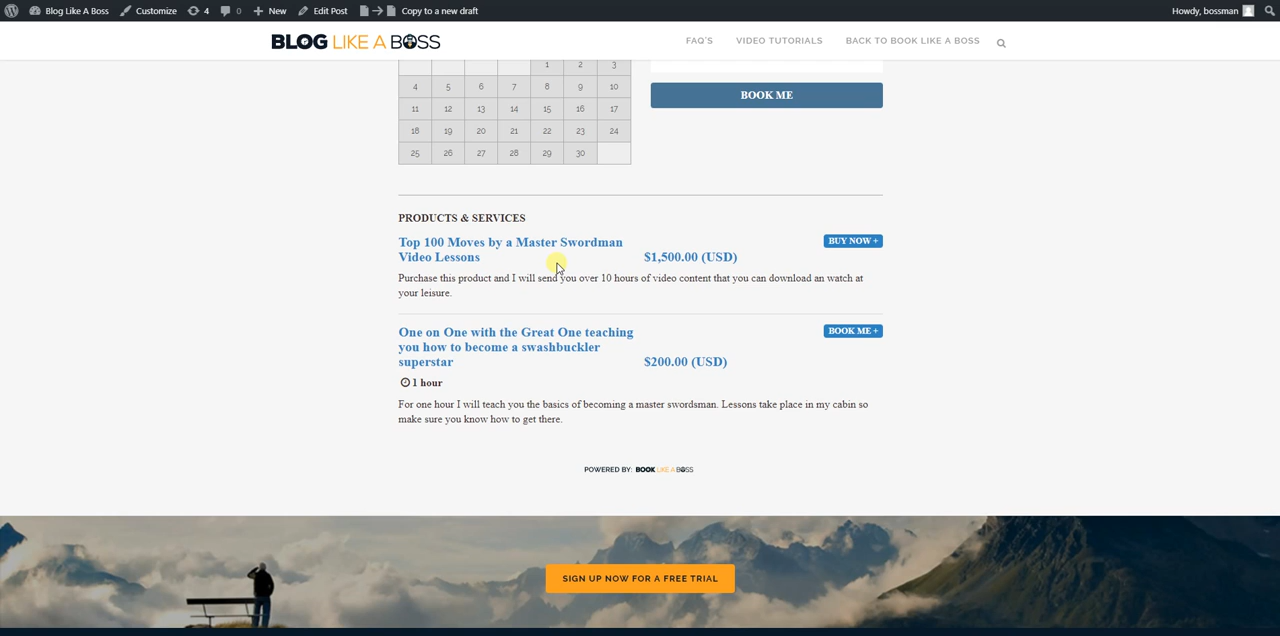 Blog Like A Boss Customize 4 0 New Edit Post Copy to a new draft Howdy, bossman
BLOG LIKE A BOSS FAQ'S VIDEO TUTORIALS BACK TO BOOK LIKE A BOSS
1 2 3
4 5 6 7 8 9 10
11 12 13 14 15 16 17
18 19 20 21 22 23 24
25 26 27 28 29 30
BOOK ME
PRODUCTS & SERVICES
Top 100 Moves by a Master Swordman
Video Lessons
$1,500.00 (USD)
BUY NOW +
Purchase this product and I will send you over 10 hours of video content that you can download an watch at
your leisure.
One on One with the Great One teaching
you how to become a swashbuckler
superstar
$200.00 (USD)
BOOK ME +
1 hour
For one hour I will teach you the basics of becoming a master swordsman. Lessons take place in my cabin so
make sure you know how to get there.
POWERED BY: BOOK LIKE A BOSS
SIGN UP NOW FOR A FREE TRIAL